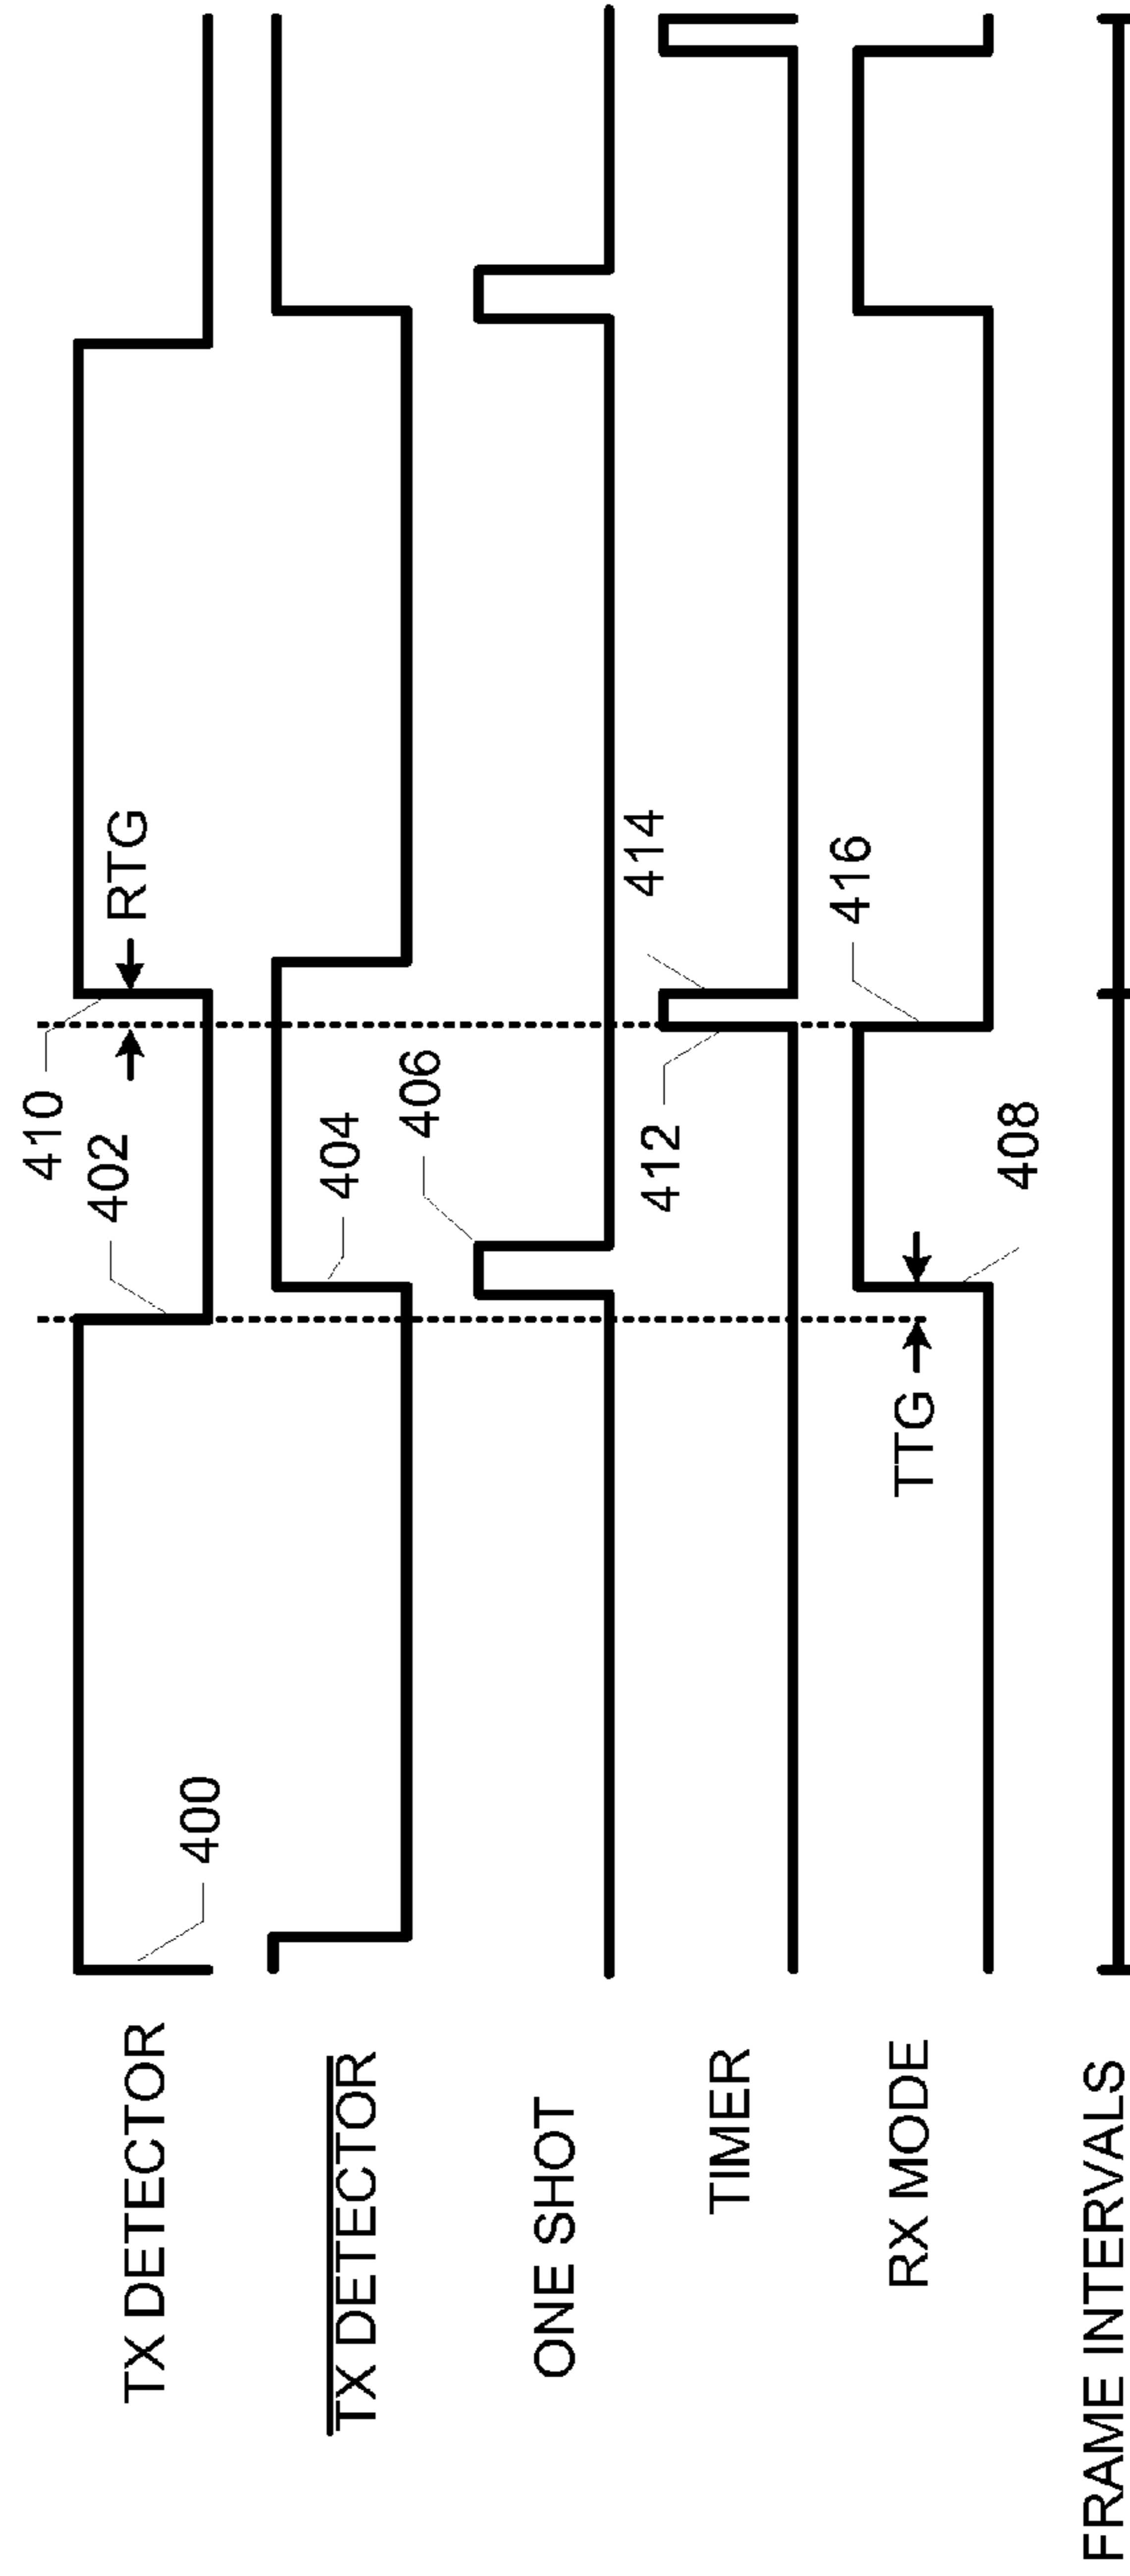 410
402
RTG
TX DETECTOR
400
TX DETECTOR
404
406
ONE SHOT
412
414
TIMER
416
RX MODE
TTG
408
FRAME INTERVALS